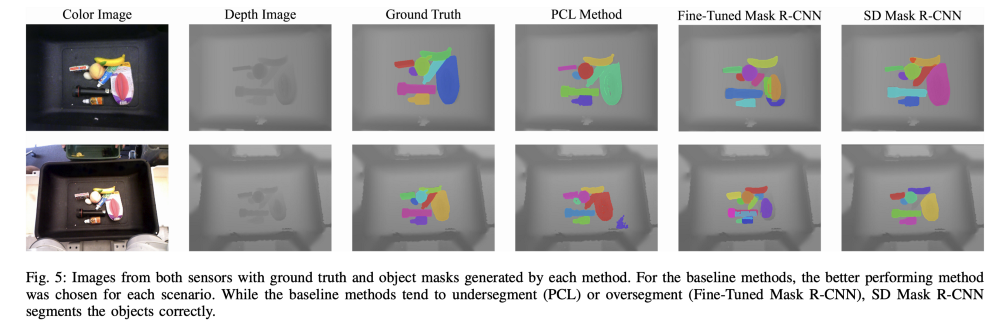 Color Image Depth Image Ground Truth PCL Method Fine-Tuned Mask R-CNN SD Mask R-CNN
Fig. 5: Images from both sensors with ground truth and object masks generated by each method. For the baseline methods, the better performing method
was chosen for each scenario. While the baseline methods tend to undersegment (PCL) or oversegment (Fine-Tuned Mask R-CNN), SD Mask R-CNN
segments the objects correctly.